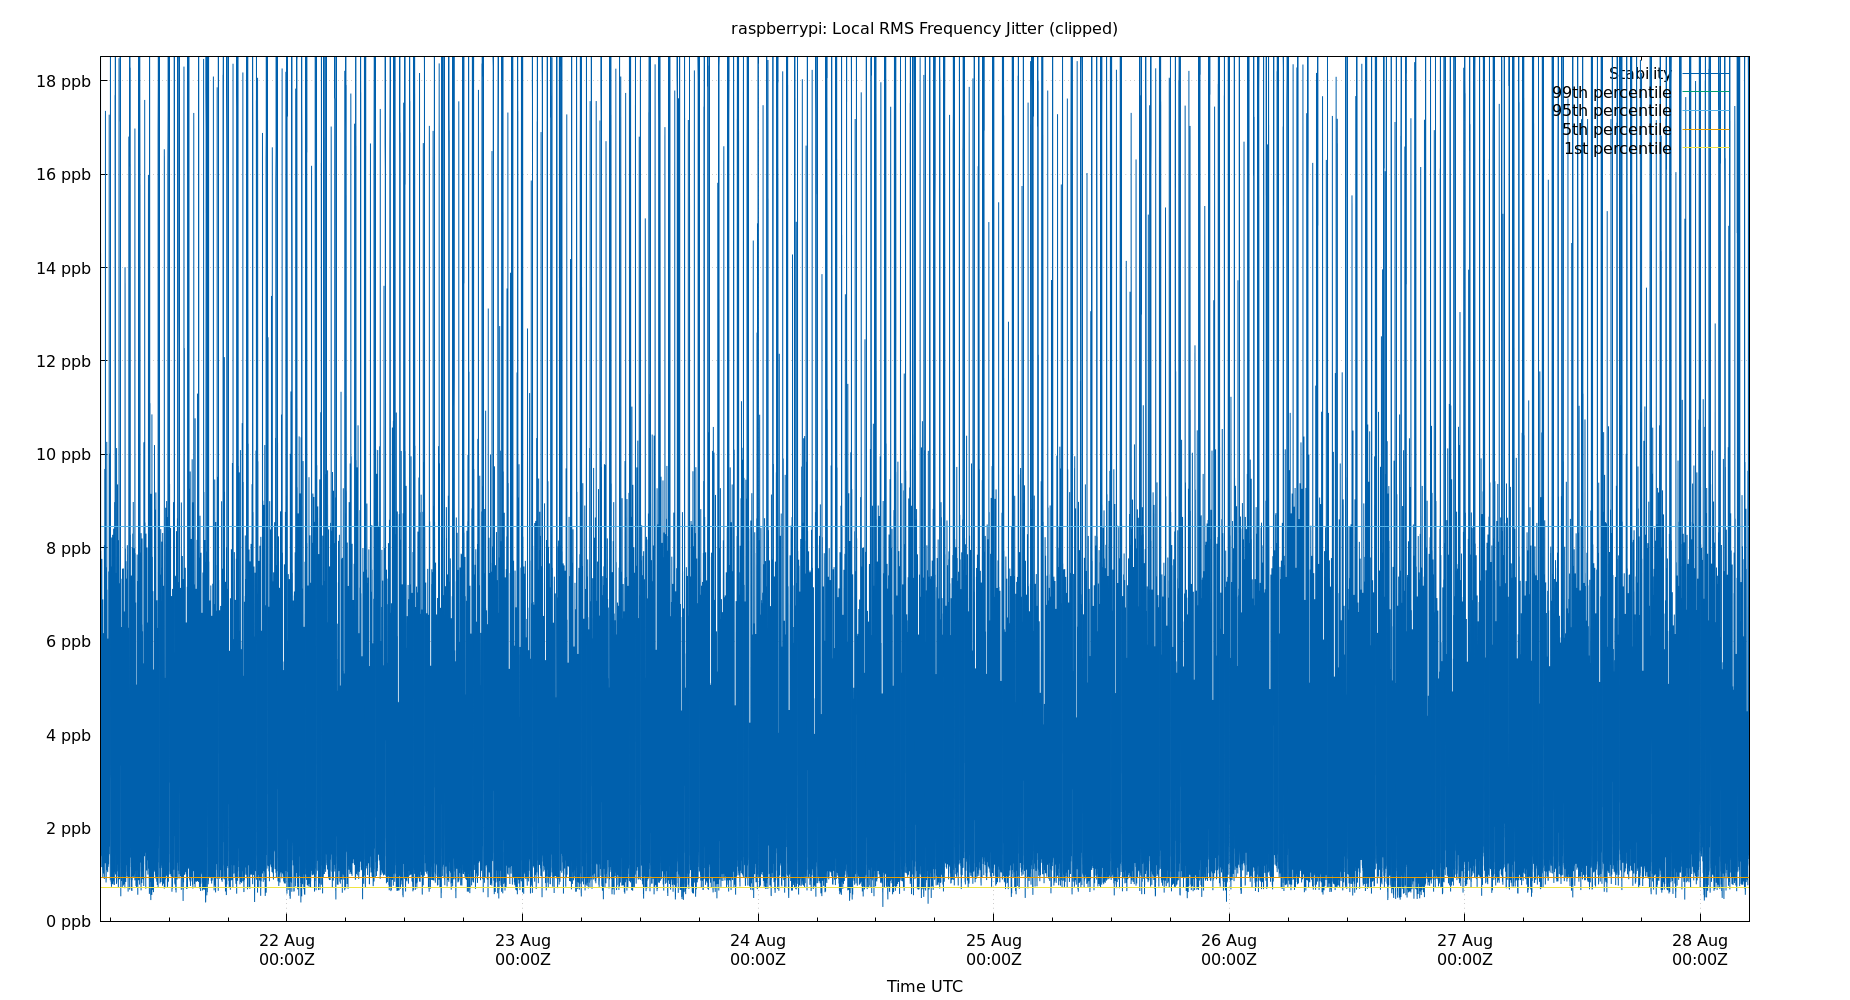 raspberrypi: Local RMS Frequency Jitter (clipped)
18 ppb
16 ppb
14 ppb
12 ppb
10 ppb
8 ppb
6 ppb
4 ppb
2 ppb
0 ppb
Stability
99th percentile
95th percentile
5th percentile
1st percentile
22 Aug
00:00Z
23 Aug
00:00Z
24 Aug
00:00Z
25 Aug
00:00Z
26 Aug
00:00Z
27 Aug
00:00Z
28 Aug
00:00Z
Time UTC